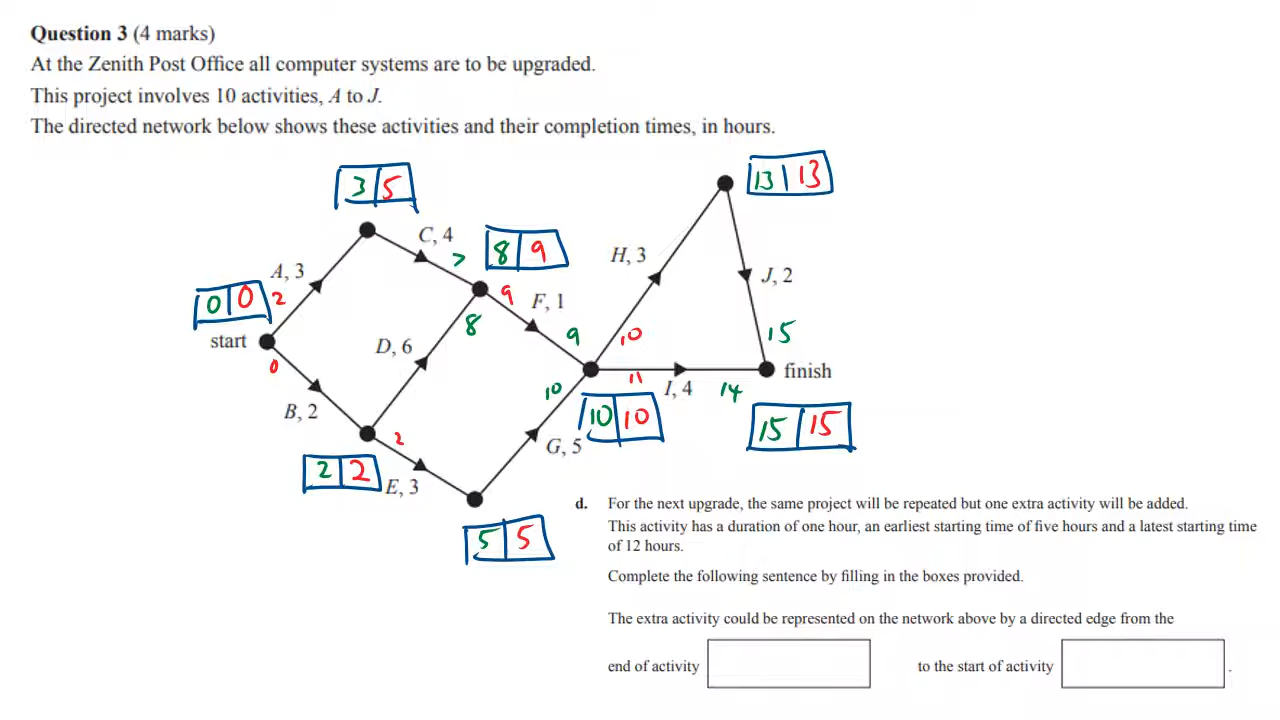 Question 3 (4 marks)
At the Zenith Post Office all computer systems are to be upgraded.
This project involves 10 activities, A to J.
The directed network below shows these activities and their completion times, in hours.
3 5
13 13
C, 4
7
8 9
H, 3
A, 3
0 0
2
9
F, 1
J, 2
start
0
D, 6
8
9
10
15
finish
11
I, 4
14
B, 2
2
10
10 10
15 15
G, 5
2 2
E, 3
5 5
d. For the next upgrade, the same project will be repeated but one extra activity will be added.
This activity has a duration of one hour, an earliest starting time of five hours and a latest starting time
of 12 hours.
Complete the following sentence by filling in the boxes provided.
The extra activity could be represented on the network above by a directed edge from the
end of activity to the start of activity .